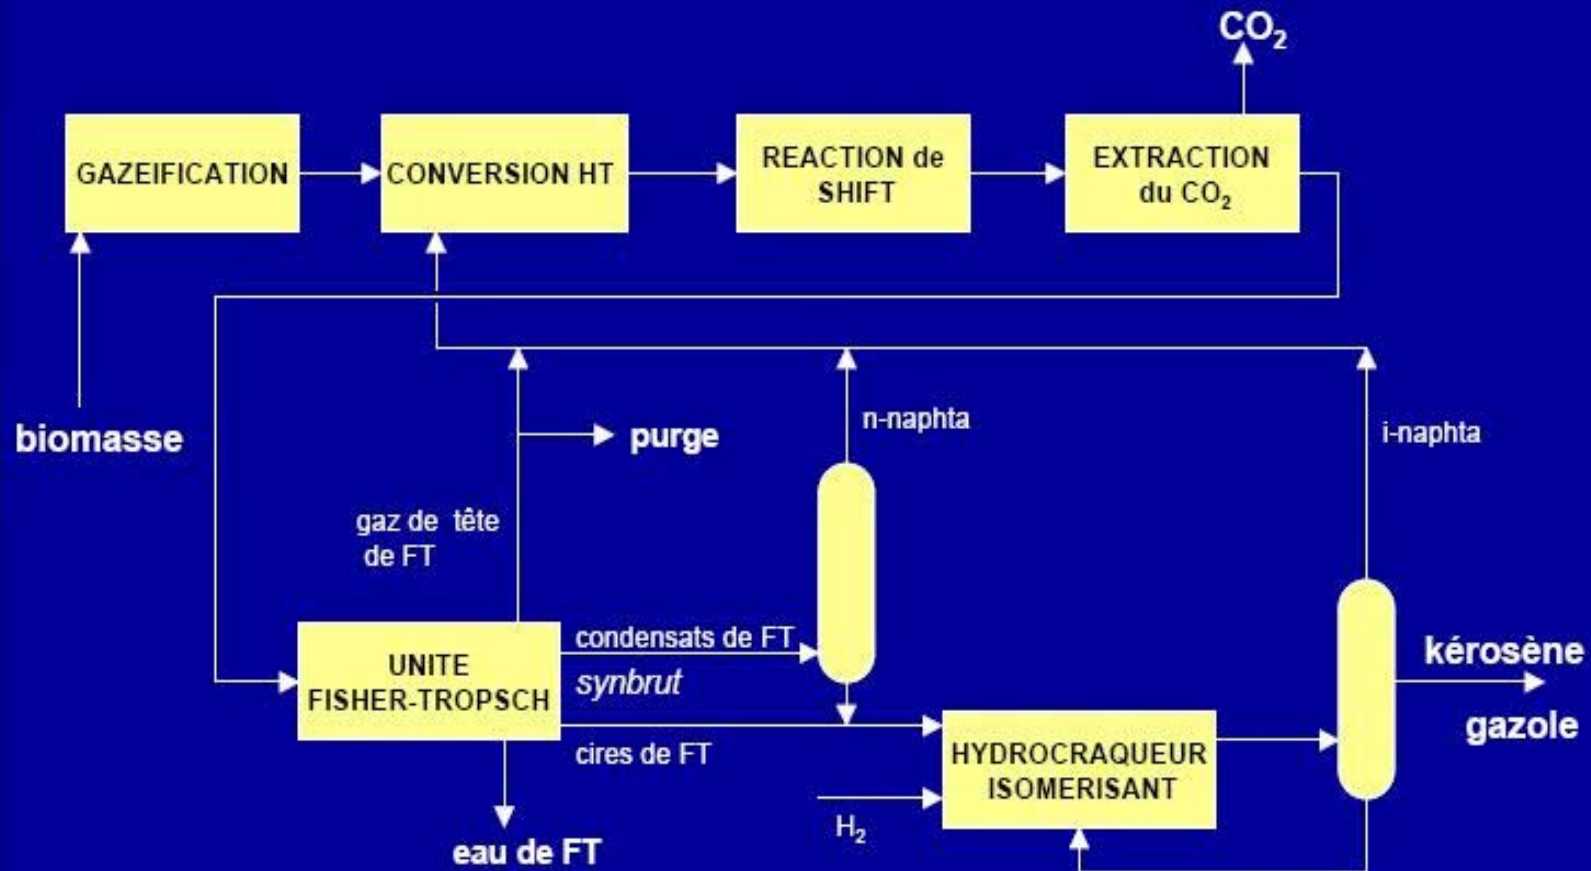 CO₂
GAZEIFICATION
CONVERSION HT
REACTION de
SHIFT
EXTRACTION
du CO₂
biomasse
purge
n-naphta
i-naphta
gaz de tête
de FT
UNITE
FISHER-TROPSCH
condensats de FT
synbrut
cires de FT
kérosène
gazole
HYDROCRAQUEUR
ISOMERISANT
H₂
eau de FT